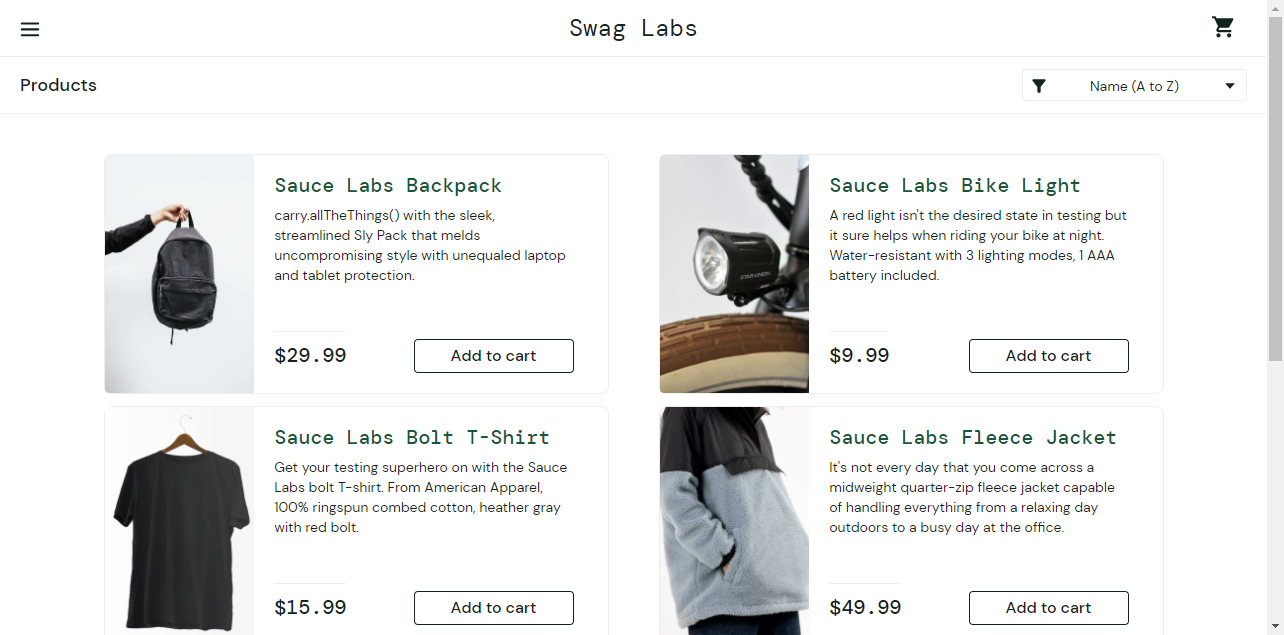 Swag Labs
Products
Name (A to Z)
Sauce Labs Backpack
carry.allTheThings() with the sleek,
streamlined Sly Pack that melds
uncompromising style with unequaled laptop
and tablet protection.
$29.99
Add to cart
Sauce Labs Bike Light
A red light isn't the desired state in testing but
it sure helps when riding your bike at night.
Water-resistant with 3 lighting modes, 1 AAA
battery included.
$9.99
Add to cart
STAR UNION
Sauce Labs Bolt T-Shirt
Get your testing superhero on with the Sauce
Labs bolt T-shirt. From American Apparel,
100% ringspun combed cotton, heather gray
with red bolt.
$15.99
Add to cart
Sauce Labs Fleece Jacket
It's not every day that you come across a
midweight quarter-zip fleece jacket capable
of handling everything from a relaxing day
outdoors to a busy day at the office.
$49.99
Add to cart